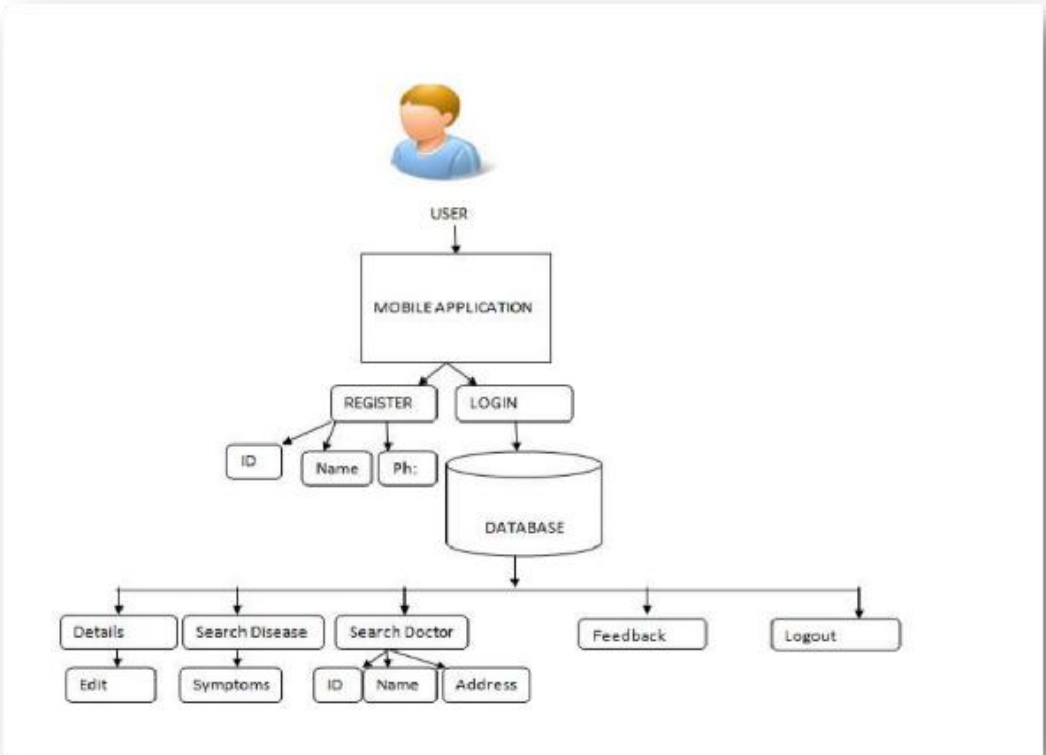 USER
MOBILE APPLICATION
REGISTER
LOGIN
ID
Name
Ph:
DATABASE
Details
Search Disease
Search Doctor
Feedback
Logout
Edit
Symptoms
ID
Name
Address